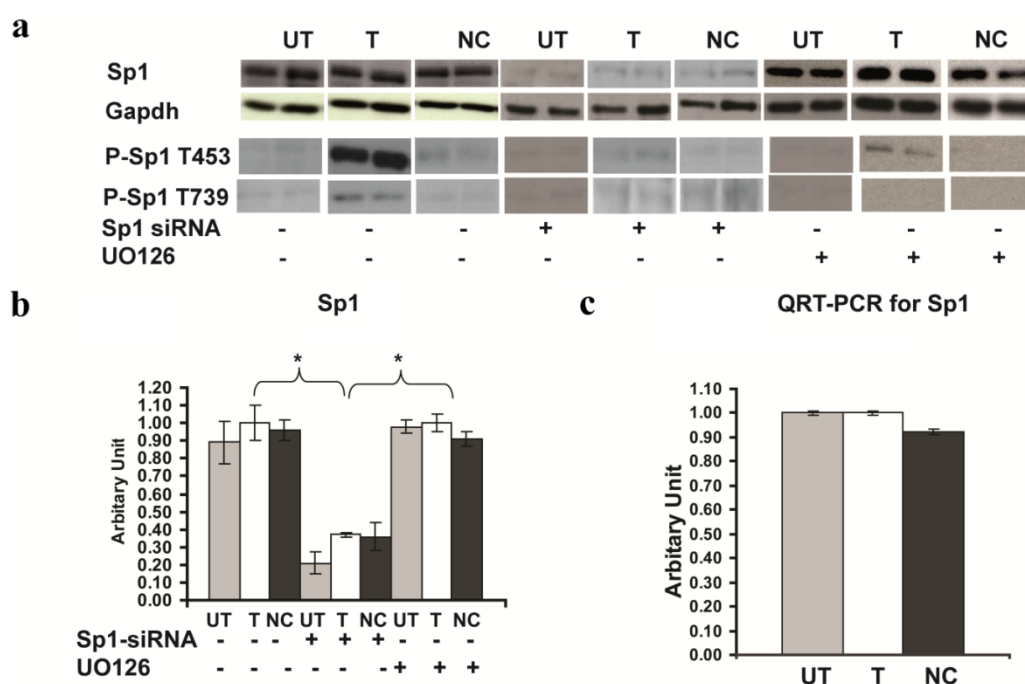 a
UT T NC UT T NC UT T NC
Sp1
Gapdh
P-Sp1 T453
P-Sp1 T739
Sp1 siRNA - - - + + + - - -
UO126 - - - - - - + + +
b
Sp1
* *
1.20
1.10
1.00
0.90
0.80
0.70
0.60
0.50
0.40
0.30
0.20
0.10
0.00
Arbitary Unit
UT T NC UT T NC UT T NC
Sp1-siRNA - - - + + + - - -
UO126 - - - - - - + + +
c
QRT-PCR for Sp1
1.10
1.00
0.90
0.80
0.70
0.60
0.50
0.40
0.30
0.20
0.10
0.00
Arbitary Unit
UT T NC